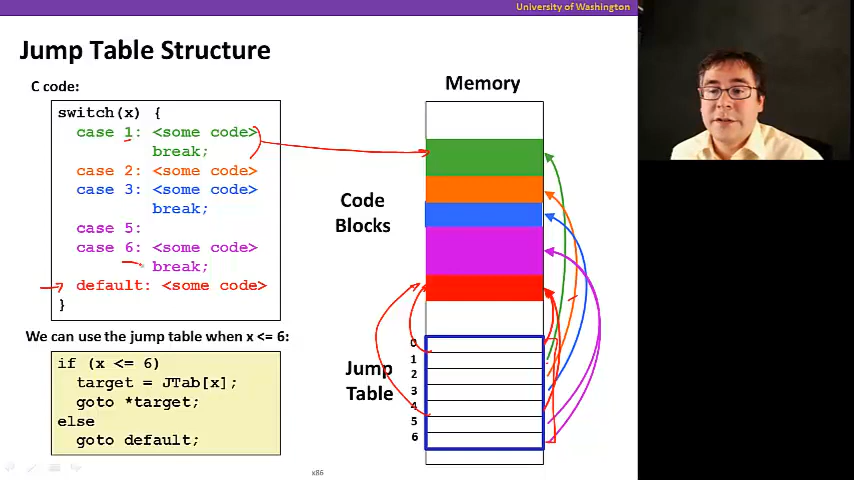 University of Washington
Jump Table Structure
C code:
switch(x) {
case 1: <some code>
break;
case 2: <some code>
case 3: <some code>
break;
case 5:
case 6: <some code>
break;
default: <some code>
}
We can use the jump table when x <= 6:
if (x <= 6)
target = JTab[x];
goto *target;
else
goto default;
Memory
Code
Blocks
Jump
Table
0
1
2
3
4
5
6
x86